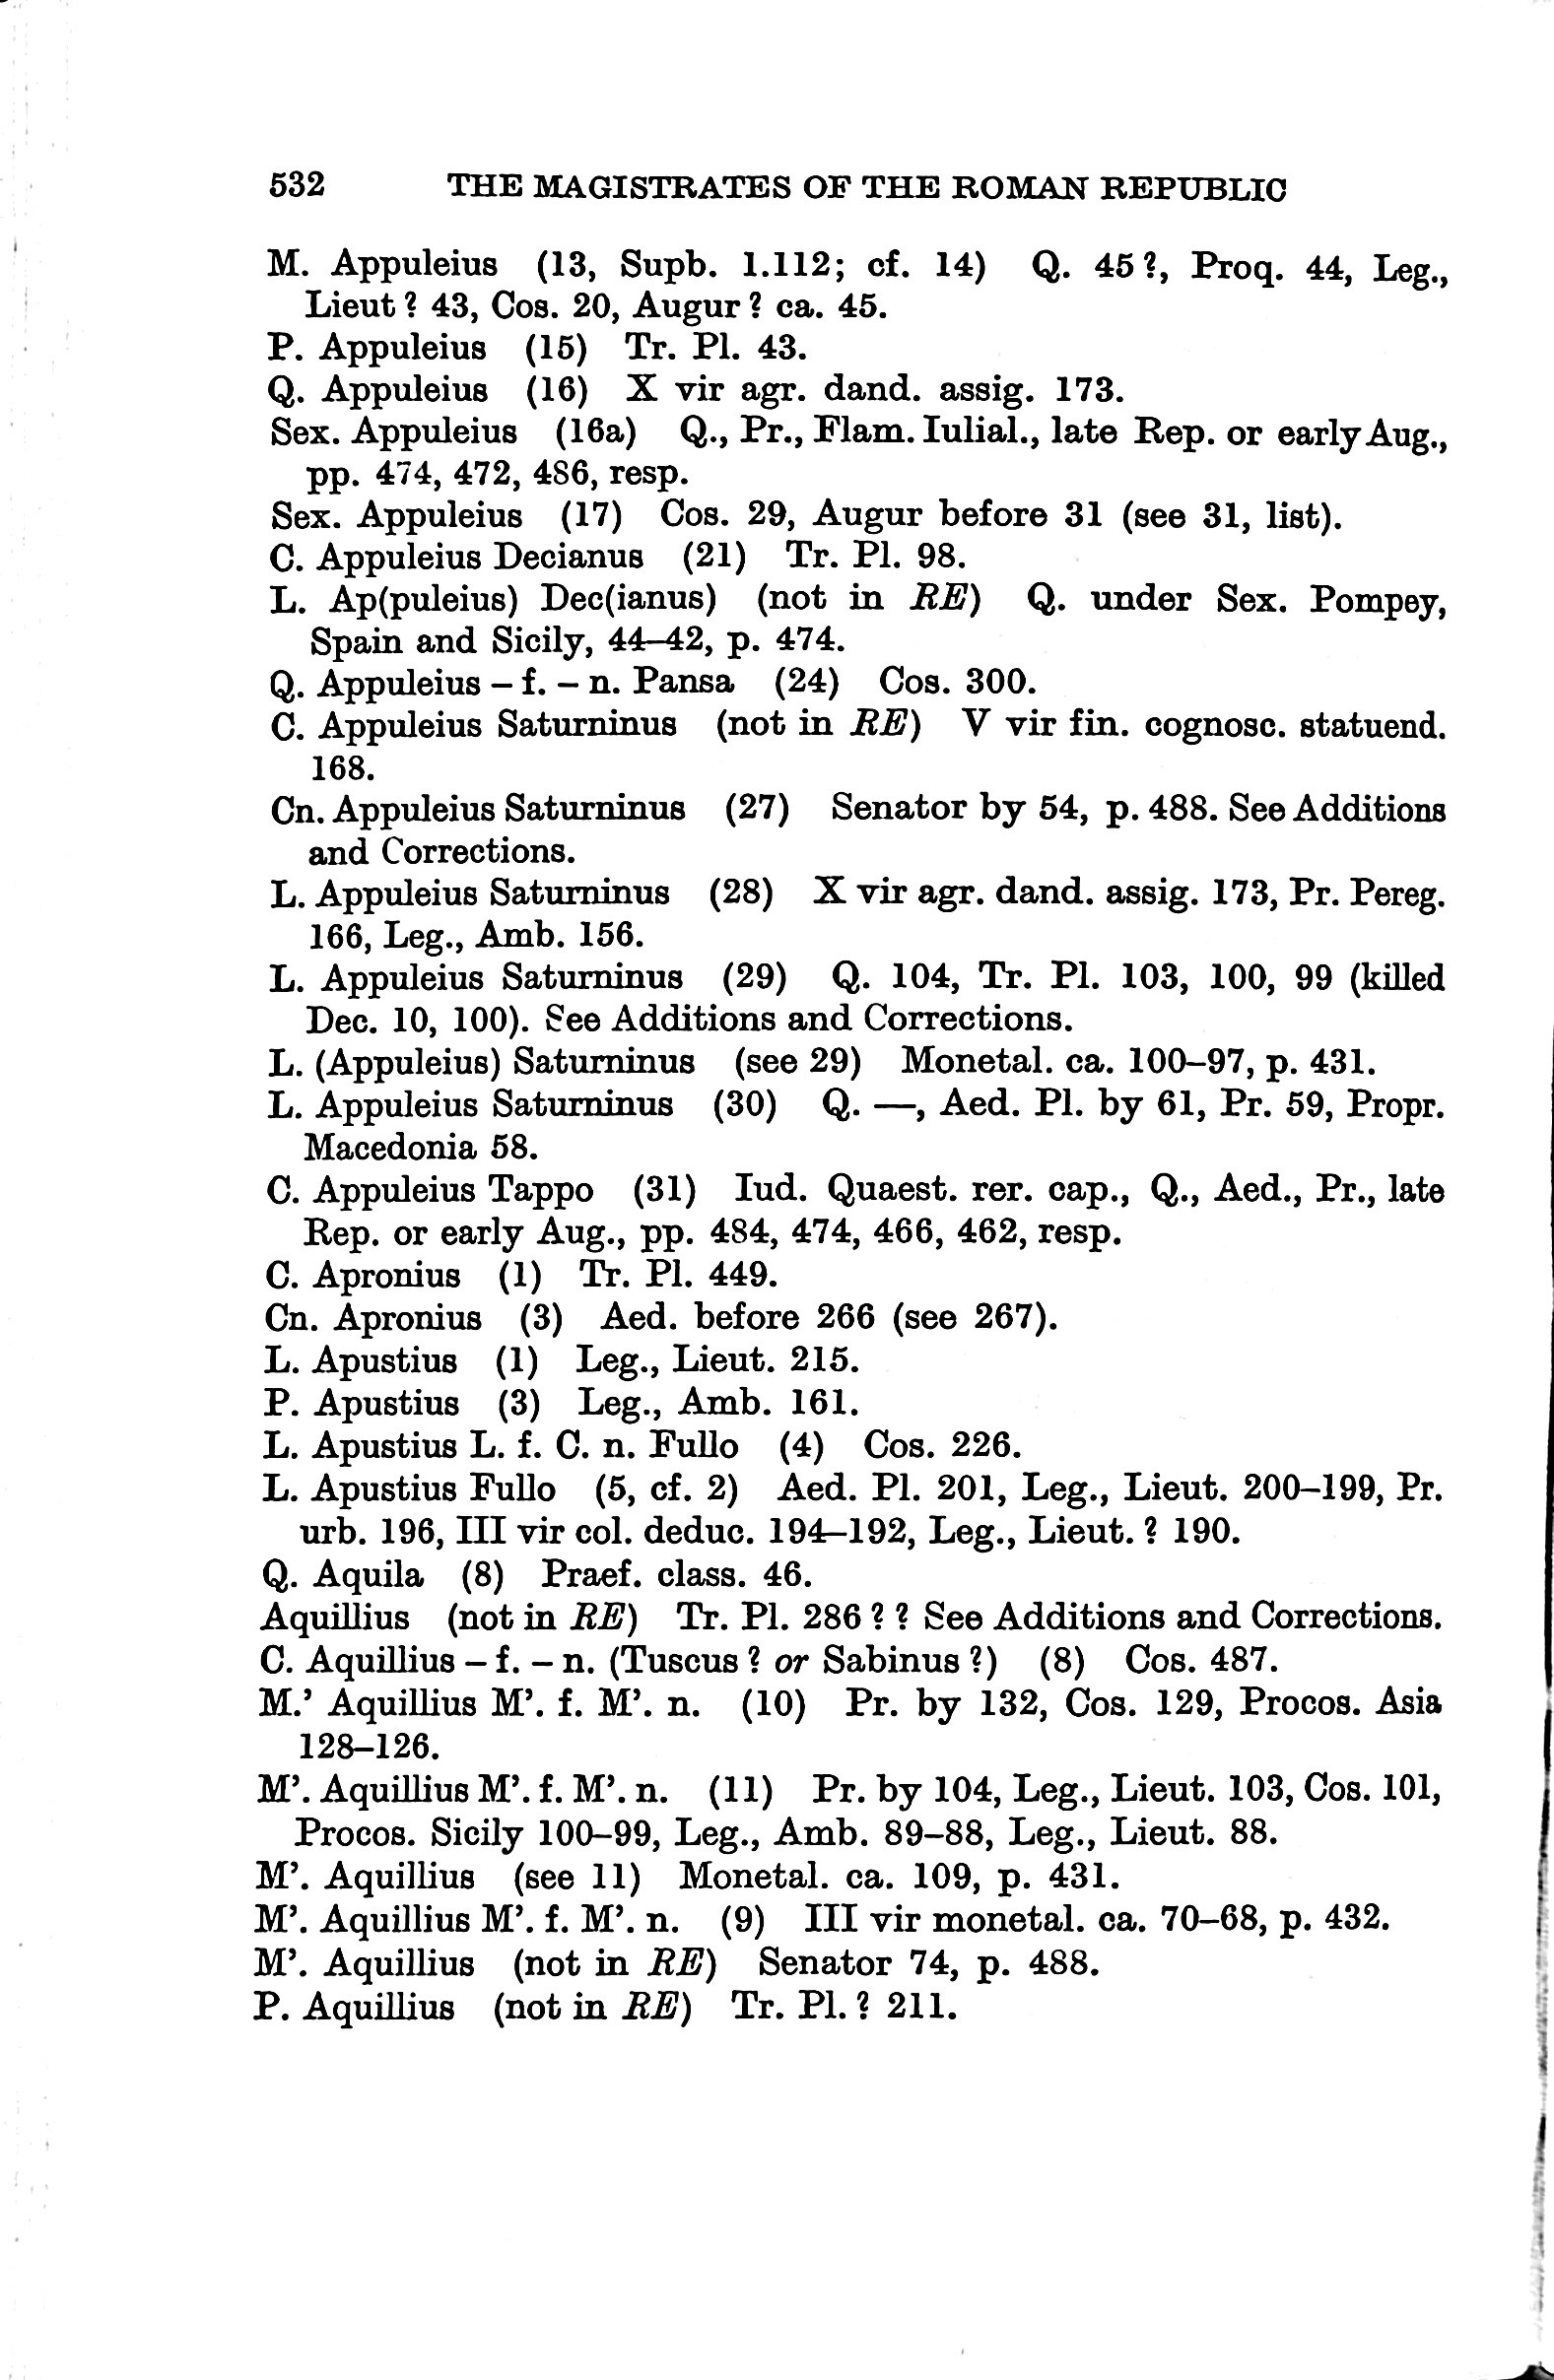 532 THE MAGISTRATES OF THE ROMAN REPUBLIC
M. Appuleius (13, Supb. 1.112; cf. 14) Q. 45?, Proq. 44, Leg.,
Lieut? 43, Cos. 20, Augur? ca. 45.
P. Appuleius (15) Tr. Pl. 43.
Q. Appuleius (16) X vir agr. dand. assig. 173.
Sex. Appuleius (16a) Q., Pr., Flam. Iulial., late Rep. or early Aug.,
pp. 474, 472, 486, resp.
Sex. Appuleius (17) Cos. 29, Augur before 31 (see 31, list).
C. Appuleius Decianus (21) Tr. Pl. 98.
L. Ap(puleius) Dec(ianus) (not in RE) Q. under Sex. Pompey,
Spain and Sicily, 44–42, p. 474.
Q. Appuleius – f. – n. Pansa (24) Cos. 300.
C. Appuleius Saturninus (not in RE) V vir fin. cognosc. statuend.
168.
Cn. Appuleius Saturninus (27) Senator by 54, p. 488. See Additions
and Corrections.
L. Appuleius Saturninus (28) X vir agr. dand. assig. 173, Pr. Pereg.
166, Leg., Amb. 156.
L. Appuleius Saturninus (29) Q. 104, Tr. Pl. 103, 100, 99 (killed
Dec. 10, 100). See Additions and Corrections.
L. (Appuleius) Saturninus (see 29) Monetal. ca. 100–97, p. 431.
L. Appuleius Saturninus (30) Q. —, Aed. Pl. by 61, Pr. 59, Propr.
Macedonia 58.
C. Appuleius Tappo (31) Iud. Quaest. rer. cap., Q., Aed., Pr., late
Rep. or early Aug., pp. 484, 474, 466, 462, resp.
C. Apronius (1) Tr. Pl. 449.
Cn. Apronius (3) Aed. before 266 (see 267).
L. Apustius (1) Leg., Lieut. 215.
P. Apustius (3) Leg., Amb. 161.
L. Apustius L. f. C. n. Fullo (4) Cos. 226.
L. Apustius Fullo (5, cf. 2) Aed. Pl. 201, Leg., Lieut. 200–199, Pr.
urb. 196, III vir col. deduc. 194–192, Leg., Lieut.? 190.
Q. Aquila (8) Praef. class. 46.
Aquillius (not in RE) Tr. Pl. 286?? See Additions and Corrections.
C. Aquillius – f. – n. (Tuscus? or Sabinus?) (8) Cos. 487.
M.’ Aquillius M’. f. M’. n. (10) Pr. by 132, Cos. 129, Procos. Asia
128–126.
M’. Aquillius M’. f. M’. n. (11) Pr. by 104, Leg., Lieut. 103, Cos. 101,
Procos. Sicily 100–99, Leg., Amb. 89–88, Leg., Lieut. 88.
M’. Aquillius (see 11) Monetal. ca. 109, p. 431.
M’. Aquillius M’. f. M’. n. (9) III vir monetal. ca. 70–68, p. 432.
M’. Aquillius (not in RE) Senator 74, p. 488.
P. Aquillius (not in RE) Tr. Pl.? 211.